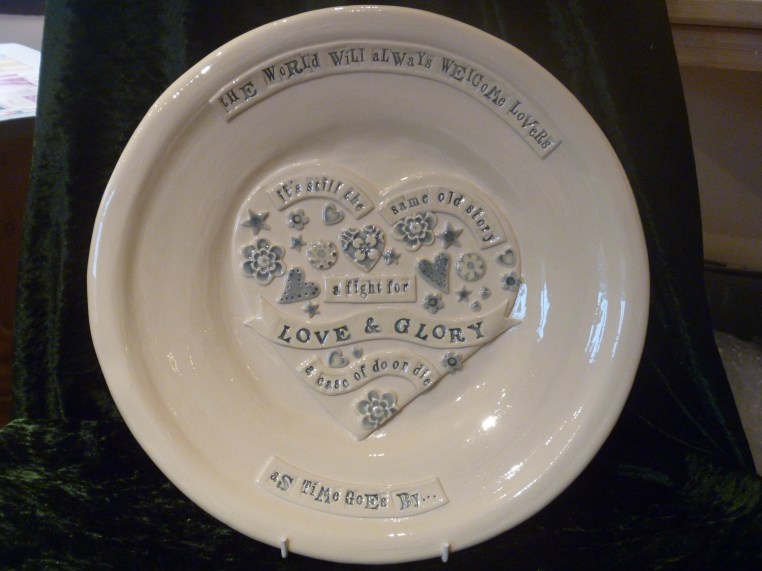 tHE WoRld Will alWays WElCoMe LoVeRs
it's still the
same old story
a fight for
LOVE & GLORY
a case of do or die
aS TiMe GoEs By...